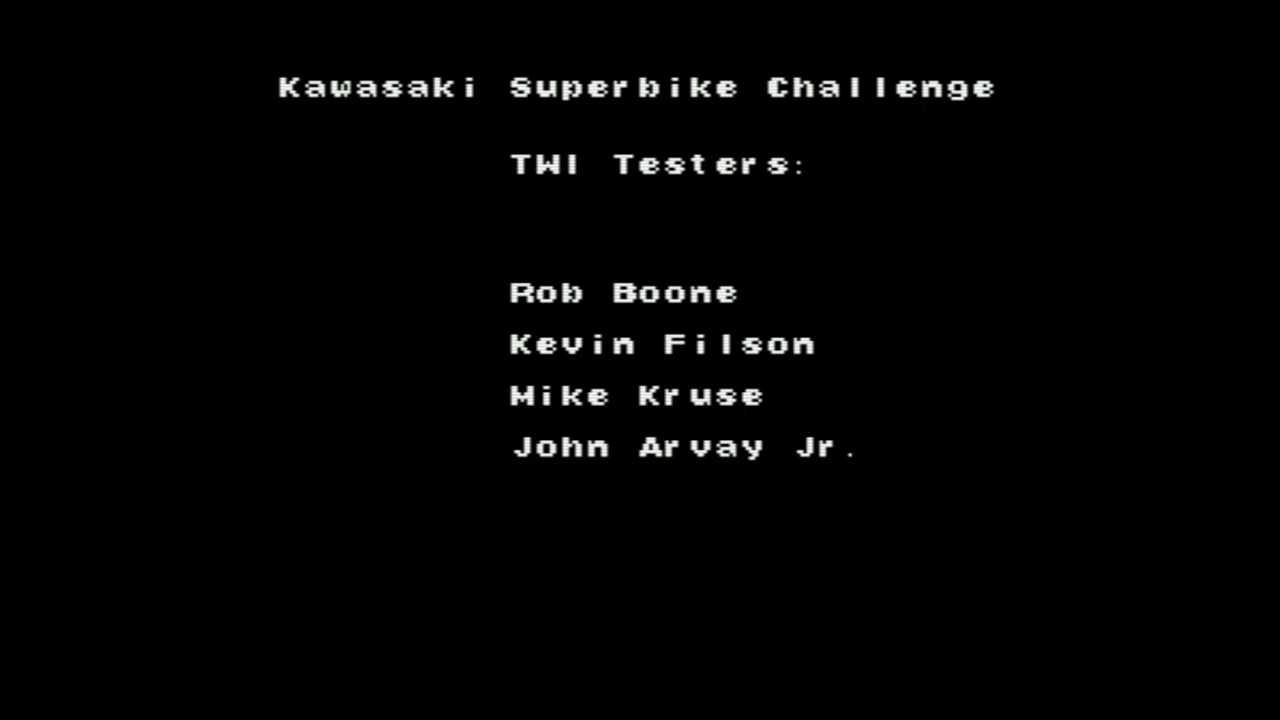 Kawasaki Superbike Challenge
TWI Testers:
Rob Boone
Kevin Filson
Mike Kruse
John Arvay Jr.